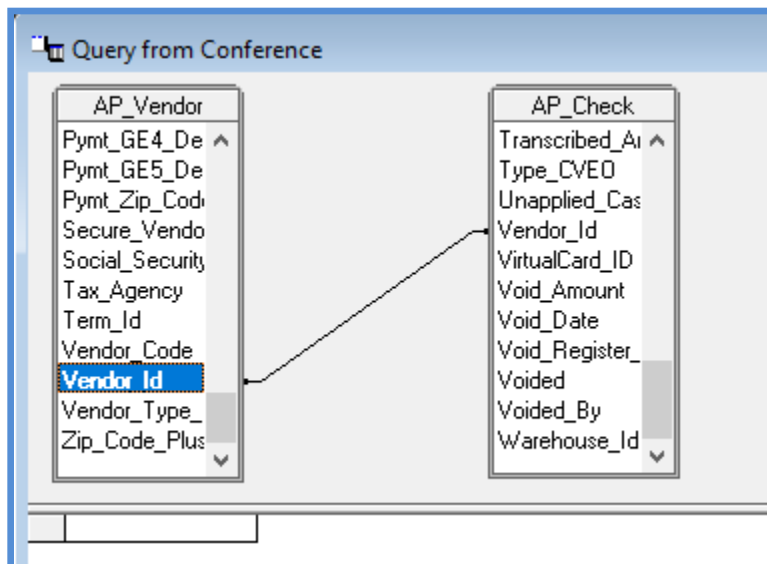 Query from Conference
AP_Vendor
Pymt_GE4_De
Pymt_GE5_De
Pymt_Zip_Cod
Secure_Vendo
Social_Security
Tax_Agency
Term_Id
Vendor_Code
Vendor_Id
Vendor_Type_
Zip_Code_Plus
AP_Check
Transcribed_A
Type_CVEO
Unapplied_Cas
Vendor_Id
VirtualCard_ID
Void_Amount
Void_Date
Void_Register_
Voided
Voided_By
Warehouse_Id